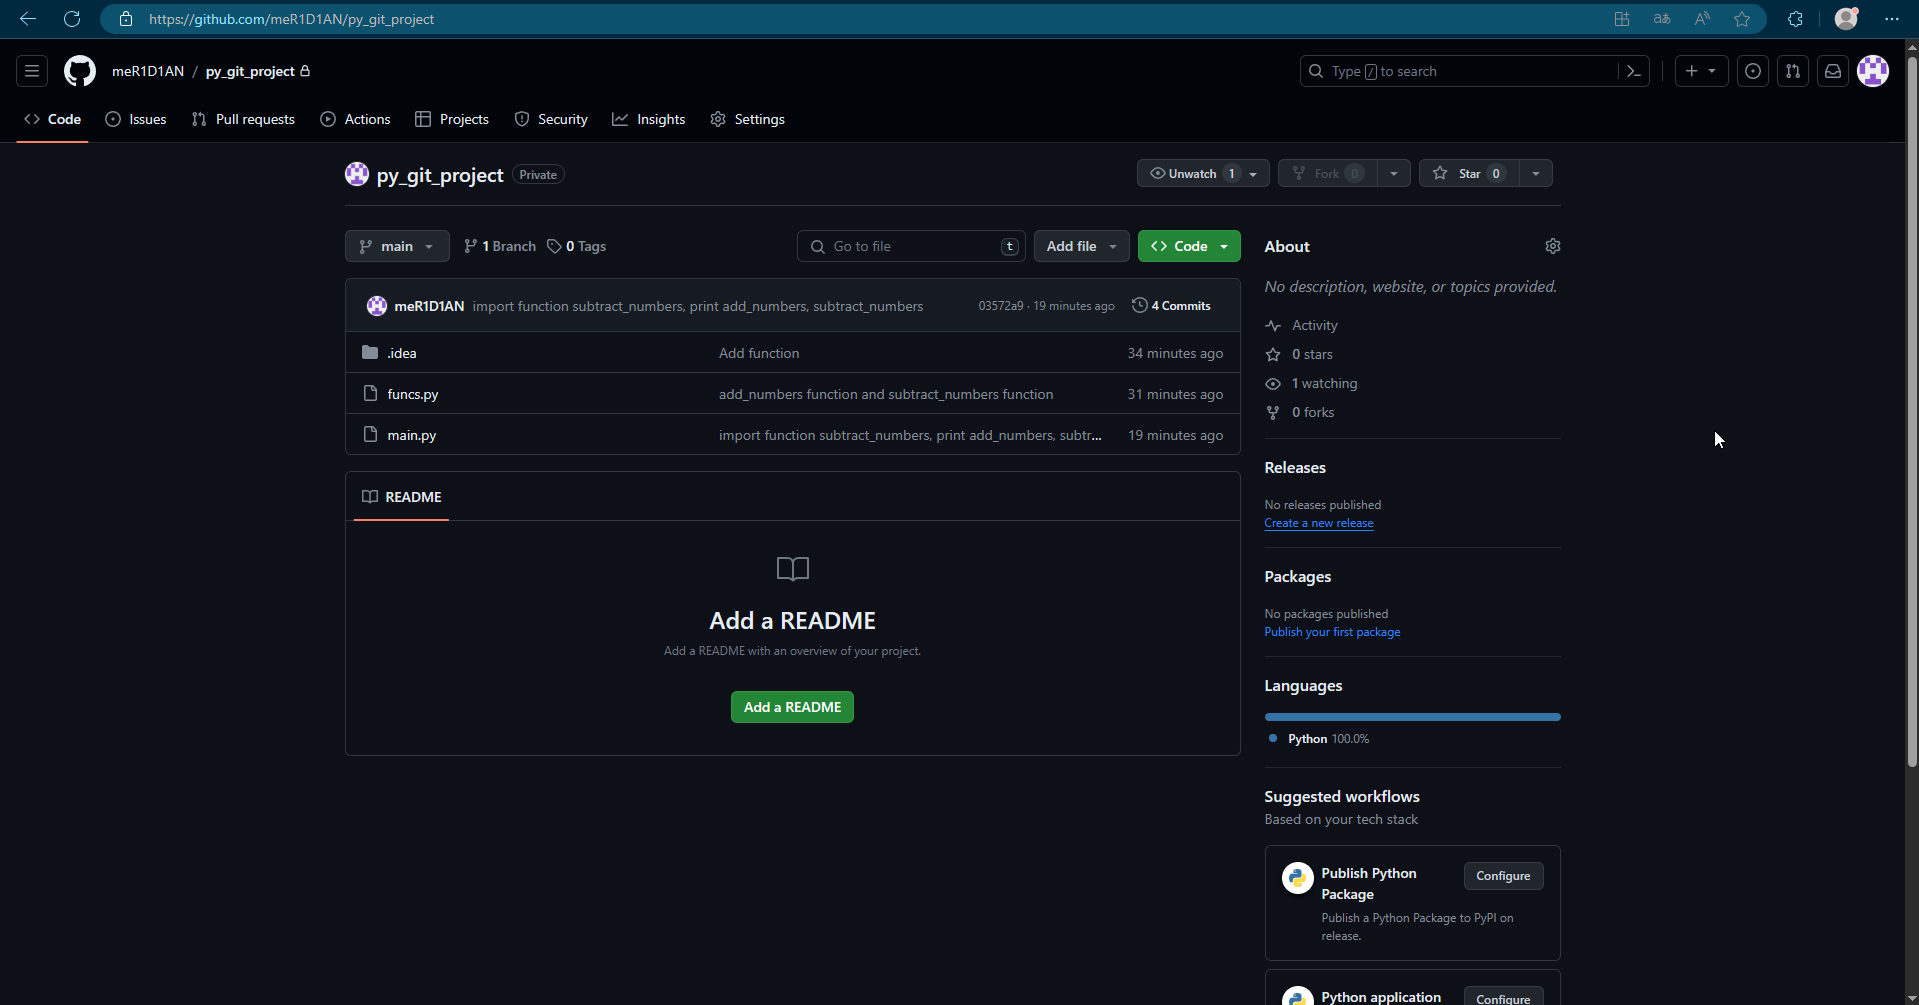 https://github.com/meR1D1AN/py_git_project
meR1D1AN / py_git_project
Type / to search
Code Issues Pull requests Actions Projects Security Insights Settings
py_git_project Private
Unwatch 1 Fork 0 Star 0
main 1 Branch 0 Tags
Go to file t Add file Code
meR1D1AN import function subtract_numbers, print add_numbers, subtract_numbers 03572a9 · 19 minutes ago 4 Commits
.idea Add function 34 minutes ago
funcs.py add_numbers function and subtract_numbers function 31 minutes ago
main.py import function subtract_numbers, print add_numbers, subtr... 19 minutes ago
README
Add a README
Add a README with an overview of your project.
Add a README
About
No description, website, or topics provided.
Activity
0 stars
1 watching
0 forks
Releases
No releases published
Create a new release
Packages
No packages published
Publish your first package
Languages
Python 100.0%
Suggested workflows
Based on your tech stack
Publish Python
Package
Configure
Publish a Python Package to PyPI on
release.
Python application
Configure